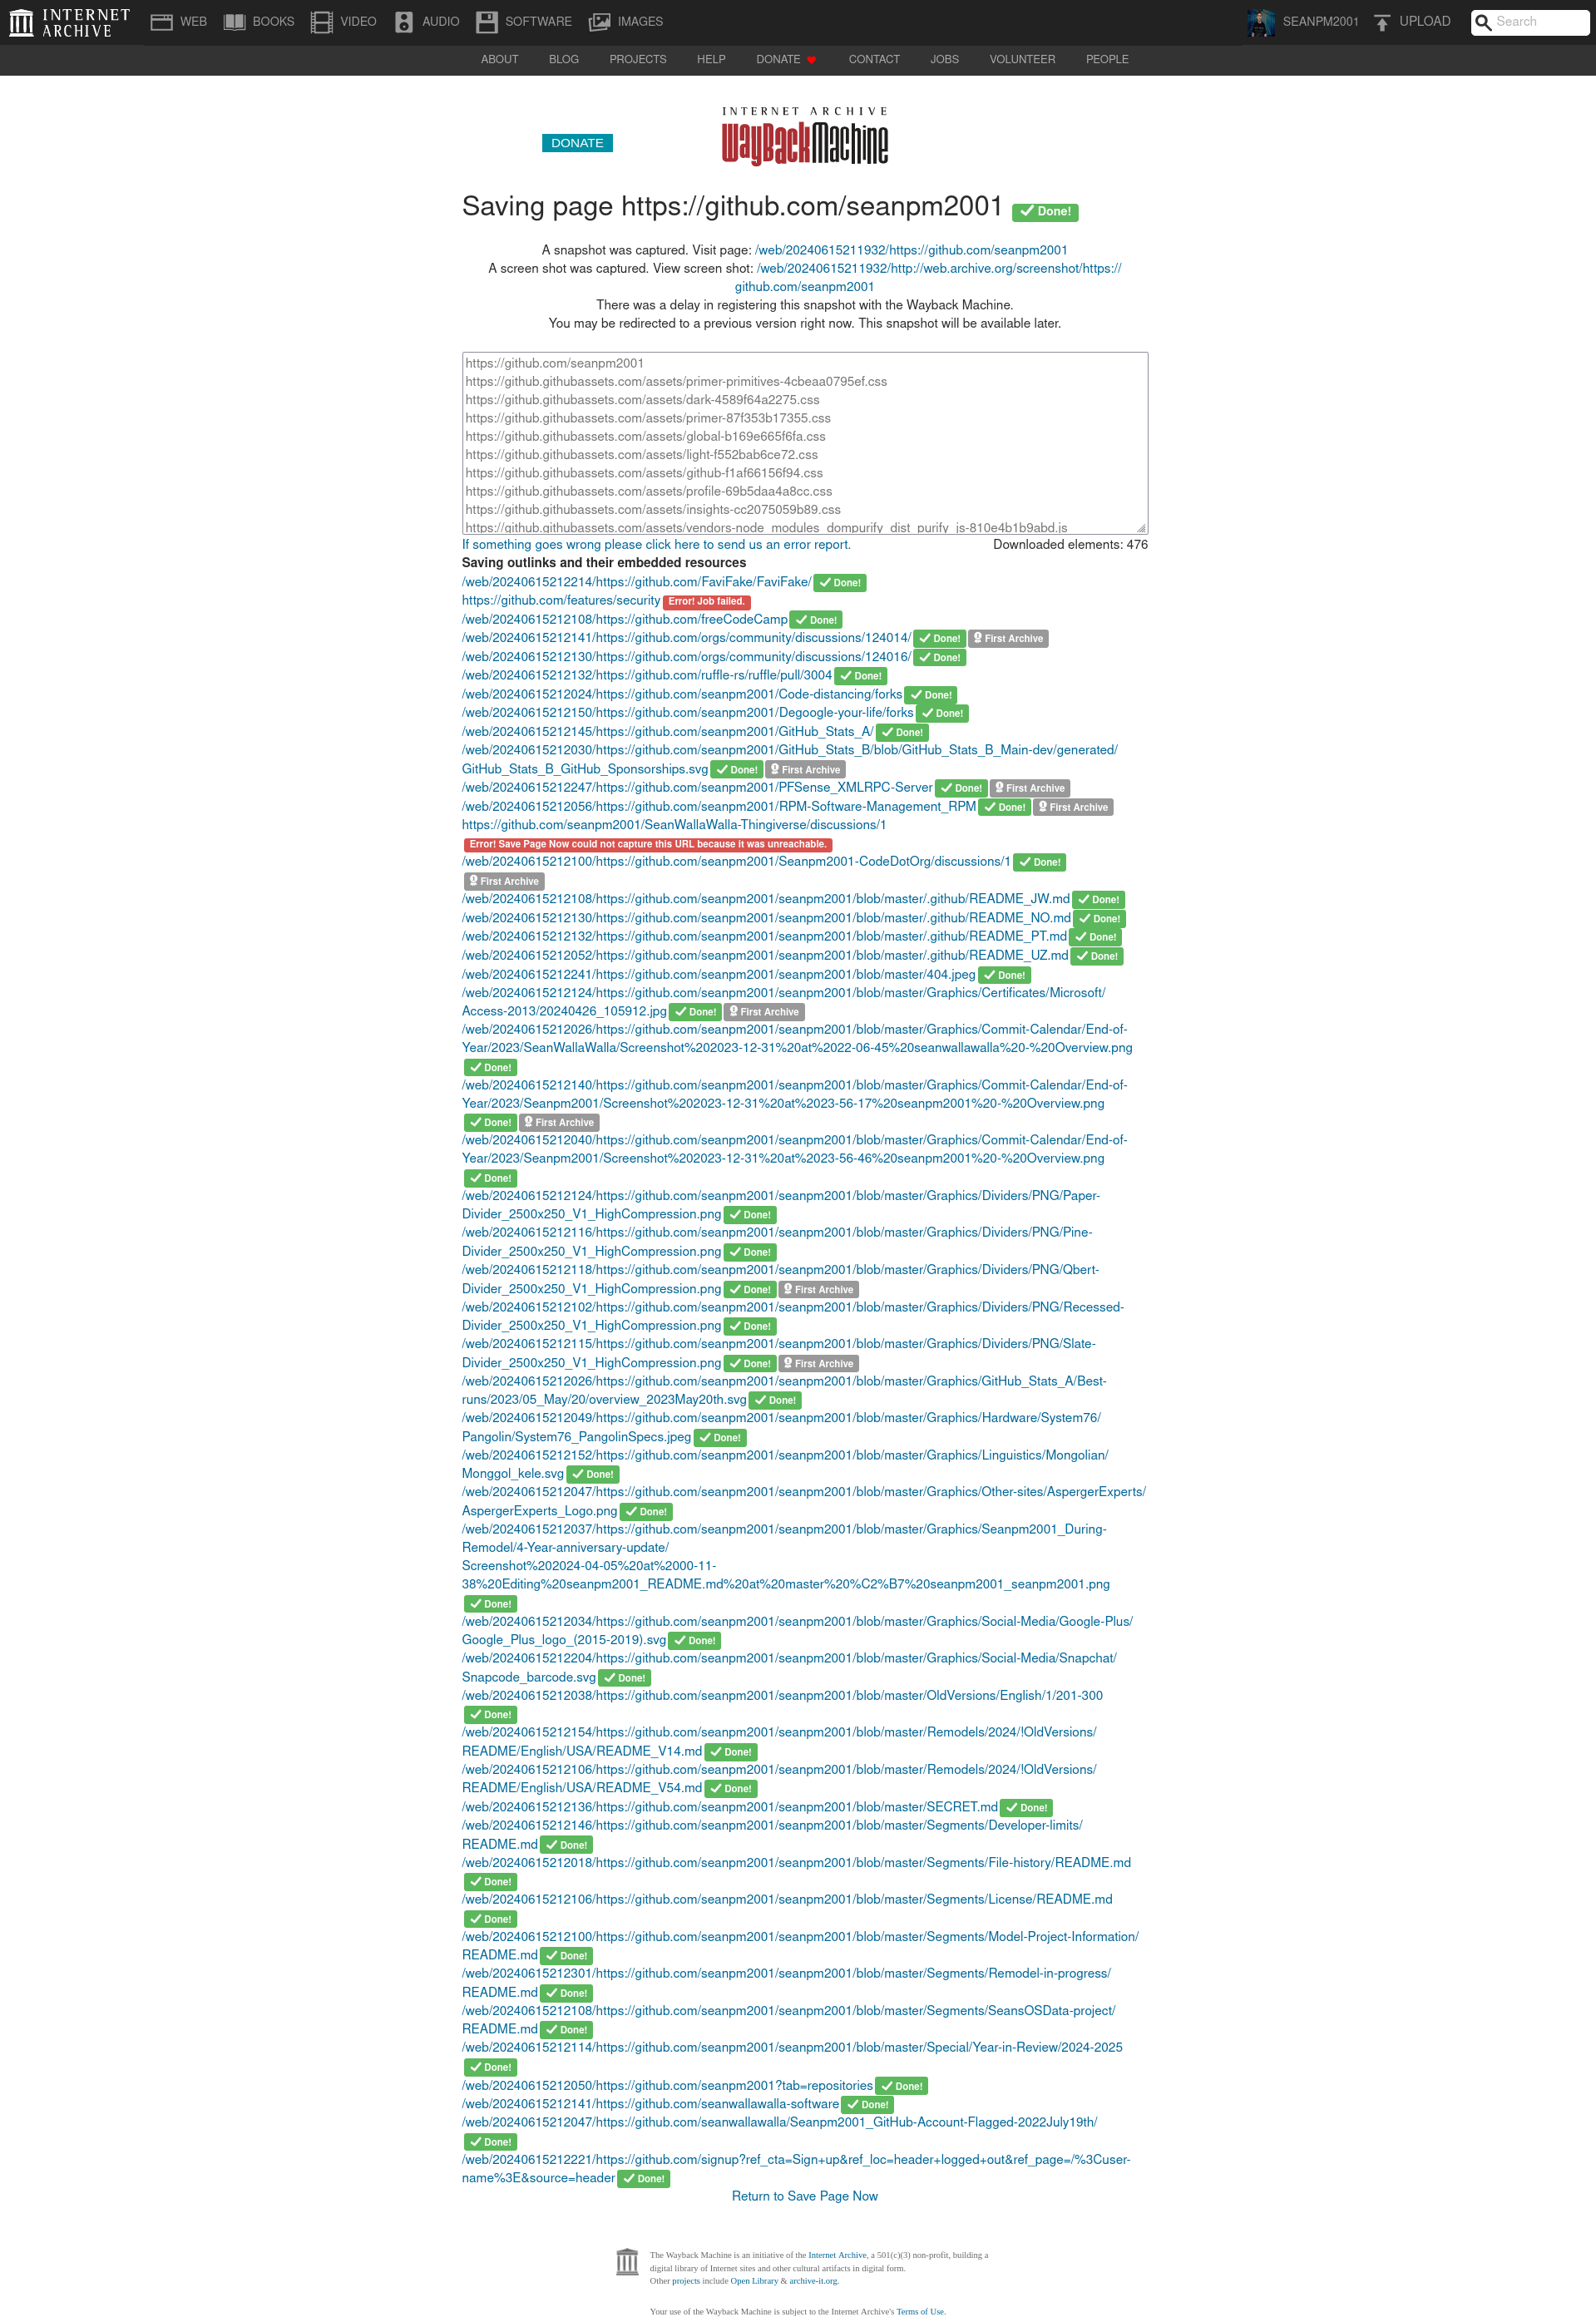 INTERNET ARCHIVE
WEB
BOOKS
VIDEO
AUDIO
SOFTWARE
IMAGES
SEANPM2001
UPLOAD
Search
ABOUT
BLOG
PROJECTS
HELP
DONATE
CONTACT
JOBS
VOLUNTEER
PEOPLE
DONATE
INTERNET ARCHIVE
WayBackMachine
Saving page https://github.com/seanpm2001 Done!
A snapshot was captured. Visit page: /web/20240615211932/https://github.com/seanpm2001
A screen shot was captured. View screen shot: /web/20240615211932/http://web.archive.org/screenshot/https://
github.com/seanpm2001
There was a delay in registering this snapshot with the Wayback Machine.
You may be redirected to a previous version right now. This snapshot will be available later.
https://github.com/seanpm2001
https://github.githubassets.com/assets/primer-primitives-4cbeaa0795ef.css
https://github.githubassets.com/assets/dark-4589f64a2275.css
https://github.githubassets.com/assets/primer-87f353b17355.css
https://github.githubassets.com/assets/global-b169e665f6fa.css
https://github.githubassets.com/assets/light-f552bab6ce72.css
https://github.githubassets.com/assets/github-f1af66156f94.css
https://github.githubassets.com/assets/profile-69b5daa4a8cc.css
https://github.githubassets.com/assets/insights-cc2075059b89.css
https://github.githubassets.com/assets/vendors-node_modules_dompurify_dist_purify_js-810e4b1b9abd.js
If something goes wrong please click here to send us an error report. Downloaded elements: 476
Saving outlinks and their embedded resources
/web/20240615212214/https://github.com/FaviFake/FaviFake/ Done!
https://github.com/features/security Error! Job failed.
/web/20240615212108/https://github.com/freeCodeCamp Done!
/web/20240615212141/https://github.com/orgs/community/discussions/124014/ Done! First Archive
/web/20240615212130/https://github.com/orgs/community/discussions/124016/ Done!
/web/20240615212132/https://github.com/ruffle-rs/ruffle/pull/3004 Done!
/web/20240615212024/https://github.com/seanpm2001/Code-distancing/forks Done!
/web/20240615212150/https://github.com/seanpm2001/Degoogle-your-life/forks Done!
/web/20240615212145/https://github.com/seanpm2001/GitHub_Stats_A/ Done!
/web/20240615212030/https://github.com/seanpm2001/GitHub_Stats_B/blob/GitHub_Stats_B_Main-dev/generated/
GitHub_Stats_B_GitHub_Sponsorships.svg Done! First Archive
/web/20240615212247/https://github.com/seanpm2001/PFSense_XMLRPC-Server Done! First Archive
/web/20240615212056/https://github.com/seanpm2001/RPM-Software-Management_RPM Done! First Archive
https://github.com/seanpm2001/SeanWallaWalla-Thingiverse/discussions/1
Error! Save Page Now could not capture this URL because it was unreachable.
/web/20240615212100/https://github.com/seanpm2001/Seanpm2001-CodeDotOrg/discussions/1 Done!
First Archive
/web/20240615212108/https://github.com/seanpm2001/seanpm2001/blob/master/.github/README_JW.md Done!
/web/20240615212130/https://github.com/seanpm2001/seanpm2001/blob/master/.github/README_NO.md Done!
/web/20240615212132/https://github.com/seanpm2001/seanpm2001/blob/master/.github/README_PT.md Done!
/web/20240615212052/https://github.com/seanpm2001/seanpm2001/blob/master/.github/README_UZ.md Done!
/web/20240615212241/https://github.com/seanpm2001/seanpm2001/blob/master/404.jpeg Done!
/web/20240615212124/https://github.com/seanpm2001/seanpm2001/blob/master/Graphics/Certificates/Microsoft/
Access-2013/20240426_105912.jpg Done! First Archive
/web/20240615212026/https://github.com/seanpm2001/seanpm2001/blob/master/Graphics/Commit-Calendar/End-of-
Year/2023/SeanWallaWalla/Screenshot%202023-12-31%20at%2022-06-45%20seanwallawalla%20-%20Overview.png
Done!
/web/20240615212140/https://github.com/seanpm2001/seanpm2001/blob/master/Graphics/Commit-Calendar/End-of-
Year/2023/Seanpm2001/Screenshot%202023-12-31%20at%2023-56-17%20seanpm2001%20-%20Overview.png
Done! First Archive
/web/20240615212040/https://github.com/seanpm2001/seanpm2001/blob/master/Graphics/Commit-Calendar/End-of-
Year/2023/Seanpm2001/Screenshot%202023-12-31%20at%2023-56-46%20seanpm2001%20-%20Overview.png
Done!
/web/20240615212124/https://github.com/seanpm2001/seanpm2001/blob/master/Graphics/Dividers/PNG/Paper-
Divider_2500x250_V1_HighCompression.png Done!
/web/20240615212116/https://github.com/seanpm2001/seanpm2001/blob/master/Graphics/Dividers/PNG/Pine-
Divider_2500x250_V1_HighCompression.png Done!
/web/20240615212118/https://github.com/seanpm2001/seanpm2001/blob/master/Graphics/Dividers/PNG/Qbert-
Divider_2500x250_V1_HighCompression.png Done! First Archive
/web/20240615212102/https://github.com/seanpm2001/seanpm2001/blob/master/Graphics/Dividers/PNG/Recessed-
Divider_2500x250_V1_HighCompression.png Done!
/web/20240615212115/https://github.com/seanpm2001/seanpm2001/blob/master/Graphics/Dividers/PNG/Slate-
Divider_2500x250_V1_HighCompression.png Done! First Archive
/web/20240615212026/https://github.com/seanpm2001/seanpm2001/blob/master/Graphics/GitHub_Stats_A/Best-
runs/2023/05_May/20/overview_2023May20th.svg Done!
/web/20240615212049/https://github.com/seanpm2001/seanpm2001/blob/master/Graphics/Hardware/System76/
Pangolin/System76_PangolinSpecs.jpeg Done!
/web/20240615212152/https://github.com/seanpm2001/seanpm2001/blob/master/Graphics/Linguistics/Mongolian/
Monggol_kele.svg Done!
/web/20240615212047/https://github.com/seanpm2001/seanpm2001/blob/master/Graphics/Other-sites/AspergerExperts/
AspergerExperts_Logo.png Done!
/web/20240615212037/https://github.com/seanpm2001/seanpm2001/blob/master/Graphics/Seanpm2001_During-
Remodel/4-Year-anniversary-update/
Screenshot%202024-04-05%20at%2000-11-
38%20Editing%20seanpm2001_README.md%20at%20master%20%C2%B7%20seanpm2001_seanpm2001.png
Done!
/web/20240615212034/https://github.com/seanpm2001/seanpm2001/blob/master/Graphics/Social-Media/Google-Plus/
Google_Plus_logo_(2015-2019).svg Done!
/web/20240615212204/https://github.com/seanpm2001/seanpm2001/blob/master/Graphics/Social-Media/Snapchat/
Snapcode_barcode.svg Done!
/web/20240615212038/https://github.com/seanpm2001/seanpm2001/blob/master/OldVersions/English/1/201-300
Done!
/web/20240615212154/https://github.com/seanpm2001/seanpm2001/blob/master/Remodels/2024/!OldVersions/
README/English/USA/README_V14.md Done!
/web/20240615212106/https://github.com/seanpm2001/seanpm2001/blob/master/Remodels/2024/!OldVersions/
README/English/USA/README_V54.md Done!
/web/20240615212136/https://github.com/seanpm2001/seanpm2001/blob/master/SECRET.md Done!
/web/20240615212146/https://github.com/seanpm2001/seanpm2001/blob/master/Segments/Developer-limits/
README.md Done!
/web/20240615212018/https://github.com/seanpm2001/seanpm2001/blob/master/Segments/File-history/README.md
Done!
/web/20240615212106/https://github.com/seanpm2001/seanpm2001/blob/master/Segments/License/README.md
Done!
/web/20240615212100/https://github.com/seanpm2001/seanpm2001/blob/master/Segments/Model-Project-Information/
README.md Done!
/web/20240615212301/https://github.com/seanpm2001/seanpm2001/blob/master/Segments/Remodel-in-progress/
README.md Done!
/web/20240615212108/https://github.com/seanpm2001/seanpm2001/blob/master/Segments/SeansOSData-project/
README.md Done!
/web/20240615212114/https://github.com/seanpm2001/seanpm2001/blob/master/Special/Year-in-Review/2024-2025
Done!
/web/20240615212050/https://github.com/seanpm2001?tab=repositories Done!
/web/20240615212141/https://github.com/seanwallawalla-software Done!
/web/20240615212047/https://github.com/seanwallawalla/Seanpm2001_GitHub-Account-Flagged-2022July19th/
Done!
/web/20240615212221/https://github.com/signup?ref_cta=Sign+up&ref_loc=header+logged+out&ref_page=/%3Cuser-
name%3E&source=header Done!
Return to Save Page Now
The Wayback Machine is an initiative of the Internet Archive, a 501(c)(3) non-profit, building a
digital library of Internet sites and other cultural artifacts in digital form.
Other projects include Open Library & archive-it.org.
Your use of the Wayback Machine is subject to the Internet Archive's Terms of Use.